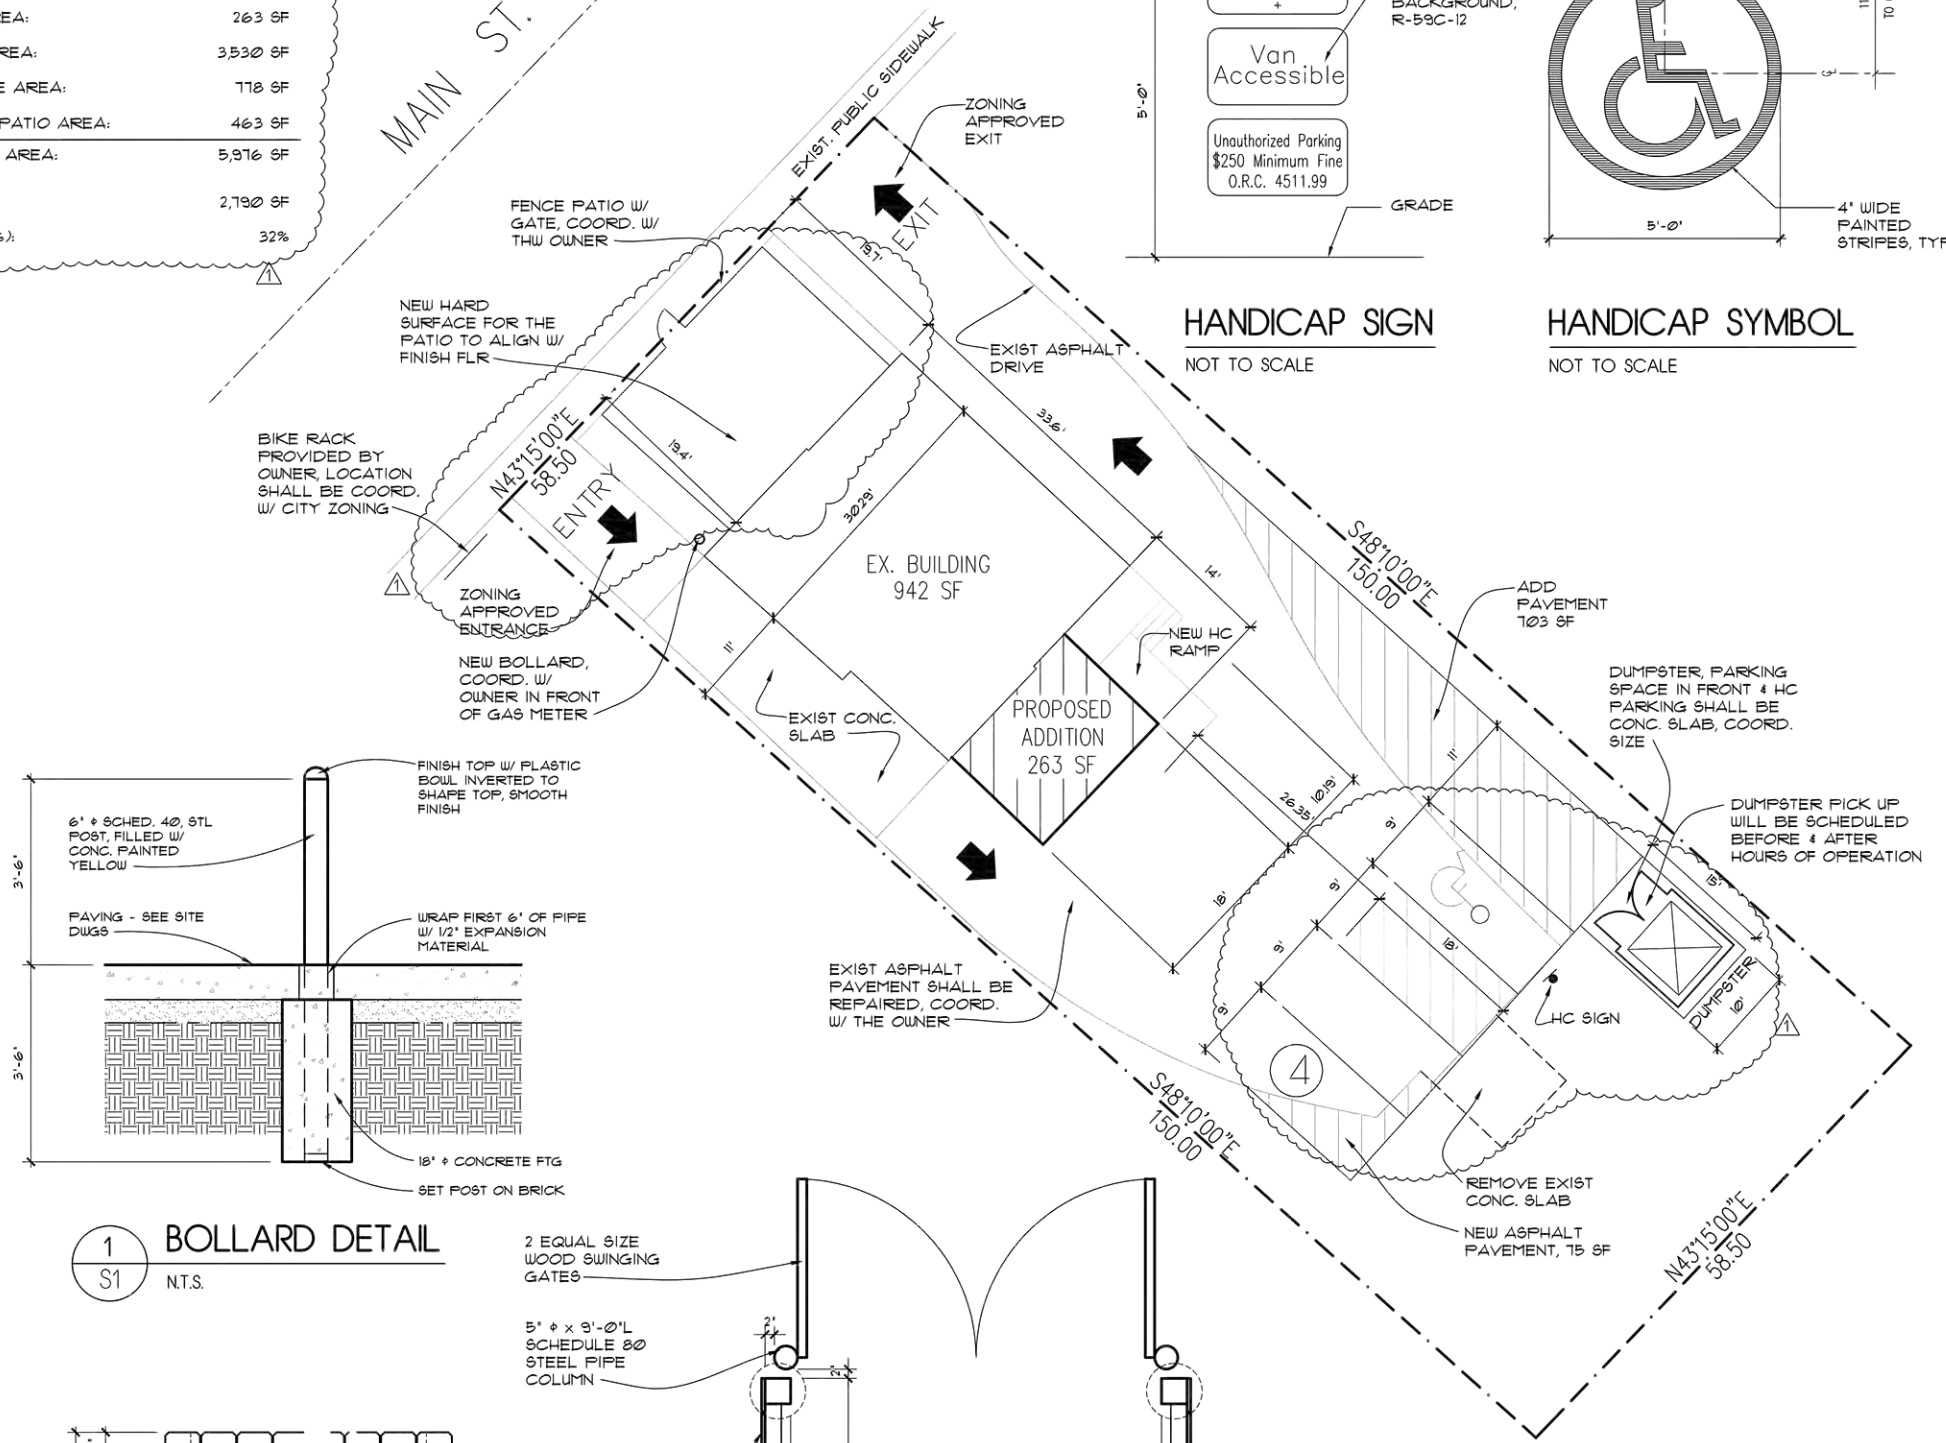 EA: 263 SF
REA: 3,530 SF
E AREA: 778 SF
PATIO AREA: 463 SF
AREA: 5,976 SF
2,790 SF
): 32%
1
MAIN ST.
EXIST. PUBLIC SIDEWALK
ZONING
APPROVED
EXIT
EXIT
FENCE PATIO W/
GATE, COORD. W/
THW OWNER
NEW HARD
SURFACE FOR THE
PATIO TO ALIGN W/
FINISH FLR
BIKE RACK
PROVIDED BY
OWNER, LOCATION
SHALL BE COORD.
W/ CITY ZONING
1
N43°15'00"E
58.50
ENTRY
ZONING
APPROVED
ENTRANCE
NEW BOLLARD,
COORD. W/
OWNER IN FRONT
OF GAS METER
19.7'
19.4'
30.29'
33.6'
11'
14'
EXIST ASPHALT
DRIVE
EX. BUILDING
942 SF
EXIST CONC.
SLAB
NEW HC
RAMP
PROPOSED
ADDITION
263 SF
S48°10'00"E
150.00
ADD
PAVEMENT
703 SF
DUMPSTER, PARKING
SPACE IN FRONT & HC
PARKING SHALL BE
CONC. SLAB, COORD.
SIZE
DUMPSTER PICK UP
WILL BE SCHEDULED
BEFORE & AFTER
HOURS OF OPERATION
26.35'
10.19'
18'
11'
9'
9'
9'
9'
18'
15'
10'
DUMPSTER
HC SIGN
1
4
EXIST ASPHALT
PAVEMENT SHALL BE
REPAIRED, COORD.
W/ THE OWNER
S48°10'00"E
150.00
REMOVE EXIST
CONC. SLAB
NEW ASPHALT
PAVEMENT, 75 SF
N43°15'00"E
58.50
+
BACKGROUND,
R-59C-12
Van
Accessible
Unauthorized Parking
$250 Minimum Fine
O.R.C. 4511.99
5'-0"
GRADE
HANDICAP SIGN
NOT TO SCALE
11
TO
℄
5'-0"
4" WIDE
PAINTED
STRIPES, TYP
HANDICAP SYMBOL
NOT TO SCALE
FINISH TOP W/ PLASTIC
BOWL INVERTED TO
SHAPE TOP, SMOOTH
FINISH
6" ϕ SCHED. 40, STL
POST, FILLED W/
CONC. PAINTED
YELLOW
3'-6"
PAVING - SEE SITE
DWGS
WRAP FIRST 6" OF PIPE
W/ 1/2" EXPANSION
MATERIAL
3'-6"
18" ϕ CONCRETE FTG
SET POST ON BRICK
1
S1
BOLLARD DETAIL
N.T.S.
2 EQUAL SIZE
WOOD SWINGING
GATES
5" ϕ x 9'-0"L
SCHEDULE 80
STEEL PIPE
COLUMN
2"
2"